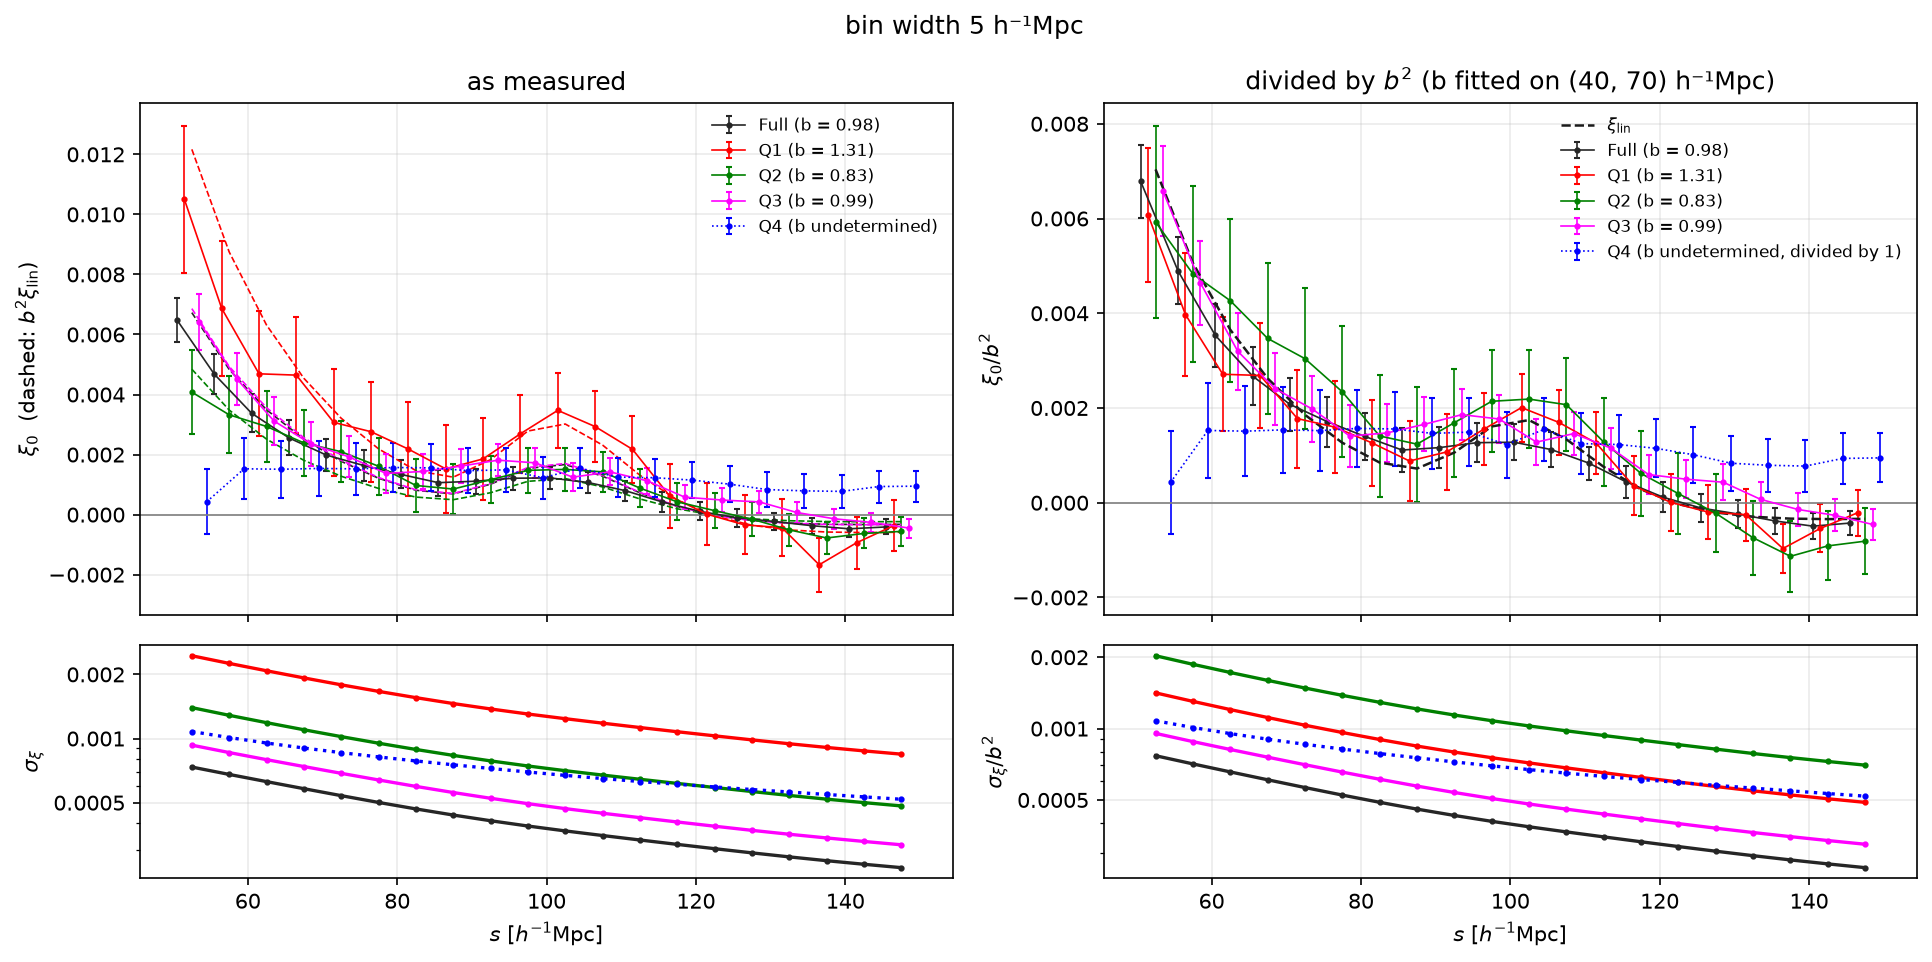 bin width 5 h⁻¹Mpc
as measured
ξ₀ (dashed: b²ξ_lin)
0.012
0.010
0.008
0.006
0.004
0.002
0.000
−0.002
Full (b = 0.98)
Q1 (b = 1.31)
Q2 (b = 0.83)
Q3 (b = 0.99)
Q4 (b undetermined)
divided by b² (b fitted on (40, 70) h⁻¹Mpc)
ξ₀/b²
0.008
0.006
0.004
0.002
0.000
−0.002
ξ_lin
Full (b = 0.98)
Q1 (b = 1.31)
Q2 (b = 0.83)
Q3 (b = 0.99)
Q4 (b undetermined, divided by 1)
σ_ξ
0.002
0.001
0.0005
60 80 100 120 140
s [h⁻¹Mpc]
σ_ξ/b²
0.002
0.001
0.0005
60 80 100 120 140
s [h⁻¹Mpc]